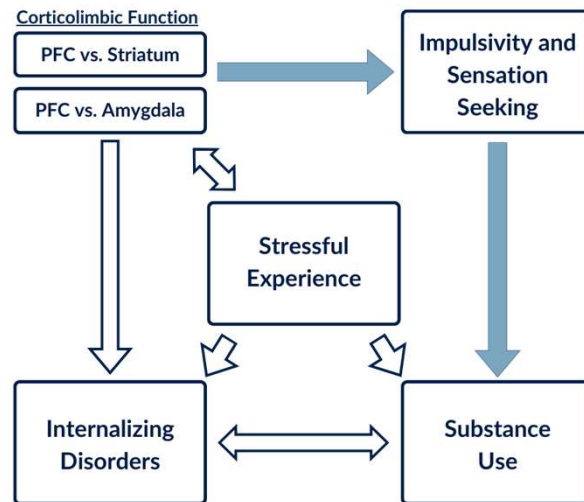 Corticolimbic Function
PFC vs. Striatum
PFC vs. Amygdala
Impulsivity and
Sensation
Seeking
Stressful
Experience
Internalizing
Disorders
Substance
Use